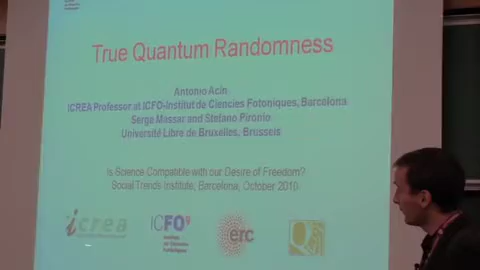 True Quantum Randomness
Antonio Acín
ICREA Professor at ICFO-Institut de Ciencies Fotoniques, Barcelona
Serge Massar and Stefano Pironio
Université Libre de Bruxelles, Brussels
Is Science Compatible with our Desire of Freedom?
Social Trends Institute, Barcelona, October 2010
icrea
ICFO
erc